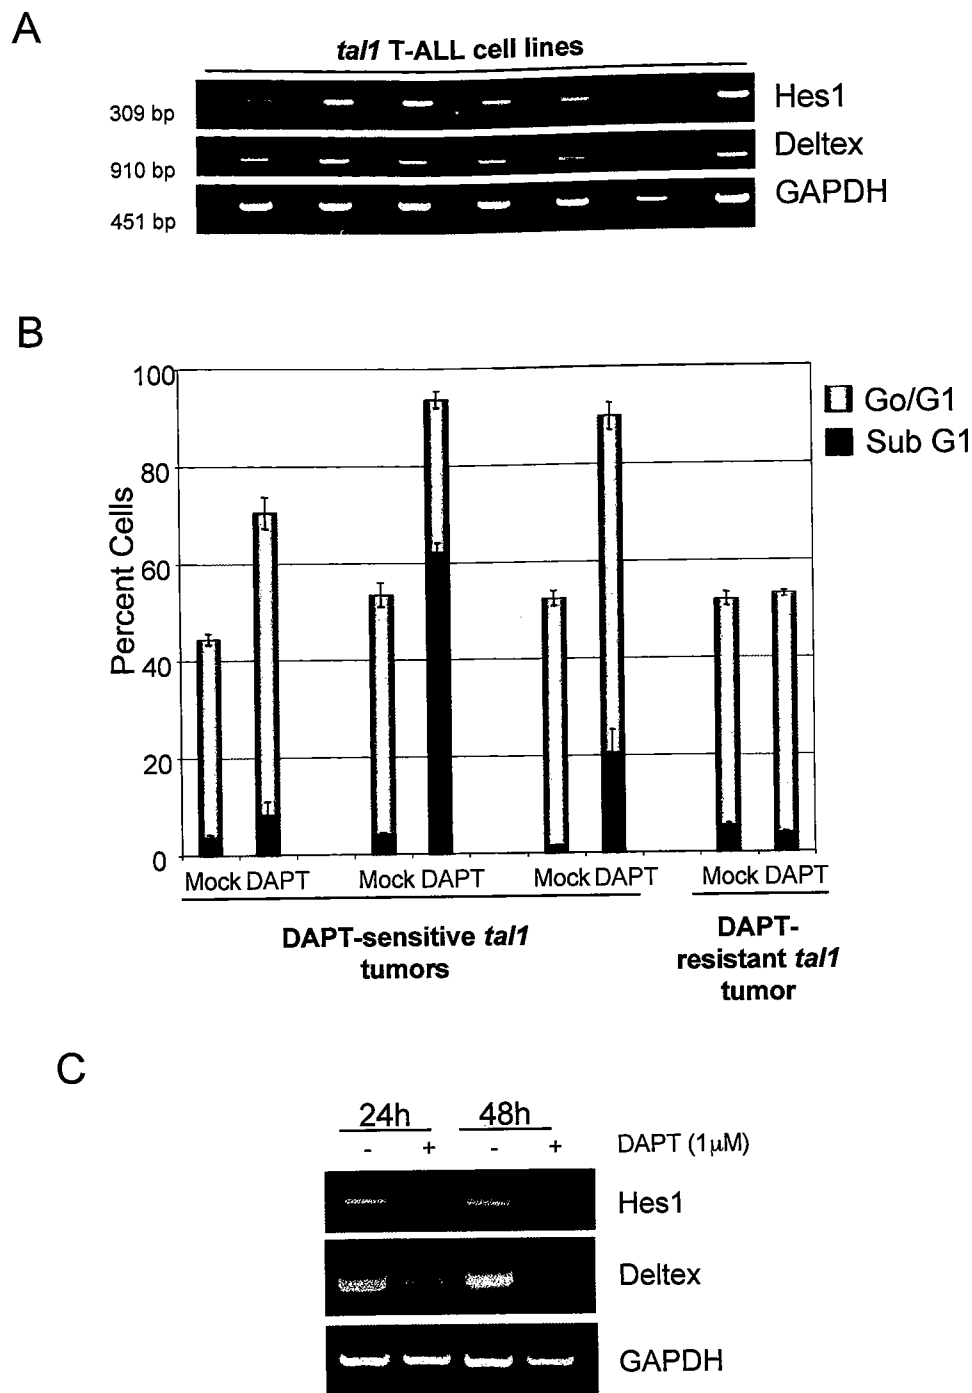 A
tal1 T-ALL cell lines
309 bp
Hes1
910 bp
Deltex
451 bp
GAPDH
B
100
80
60
40
20
0
Percent Cells
Go/G1
Sub G1
Mock DAPT
Mock DAPT
Mock DAPT
Mock DAPT
DAPT-sensitive tal1
tumors
DAPT-
resistant tal1
tumor
C
24h
48h
-
+
-
+
DAPT (1μM)
Hes1
Deltex
GAPDH